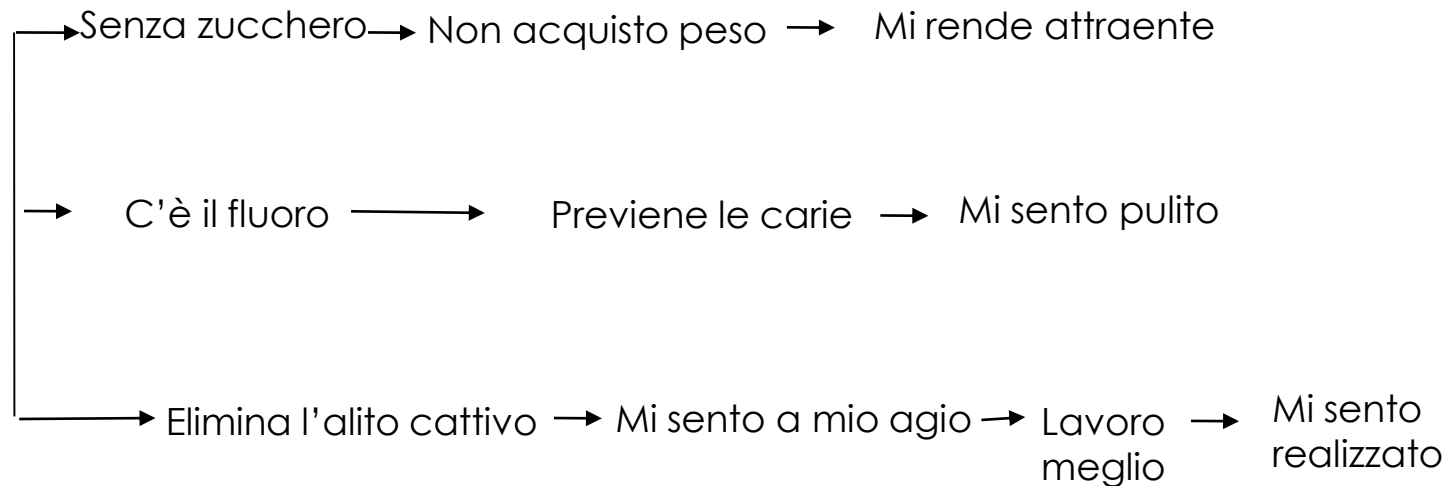 Senza zucchero Non acquisto peso Mi rende attraente
C'è il fluoro Previene le carie Mi sento pulito
Elimina l'alito cattivo Mi sento a mio agio Lavoro meglio Mi sento realizzato